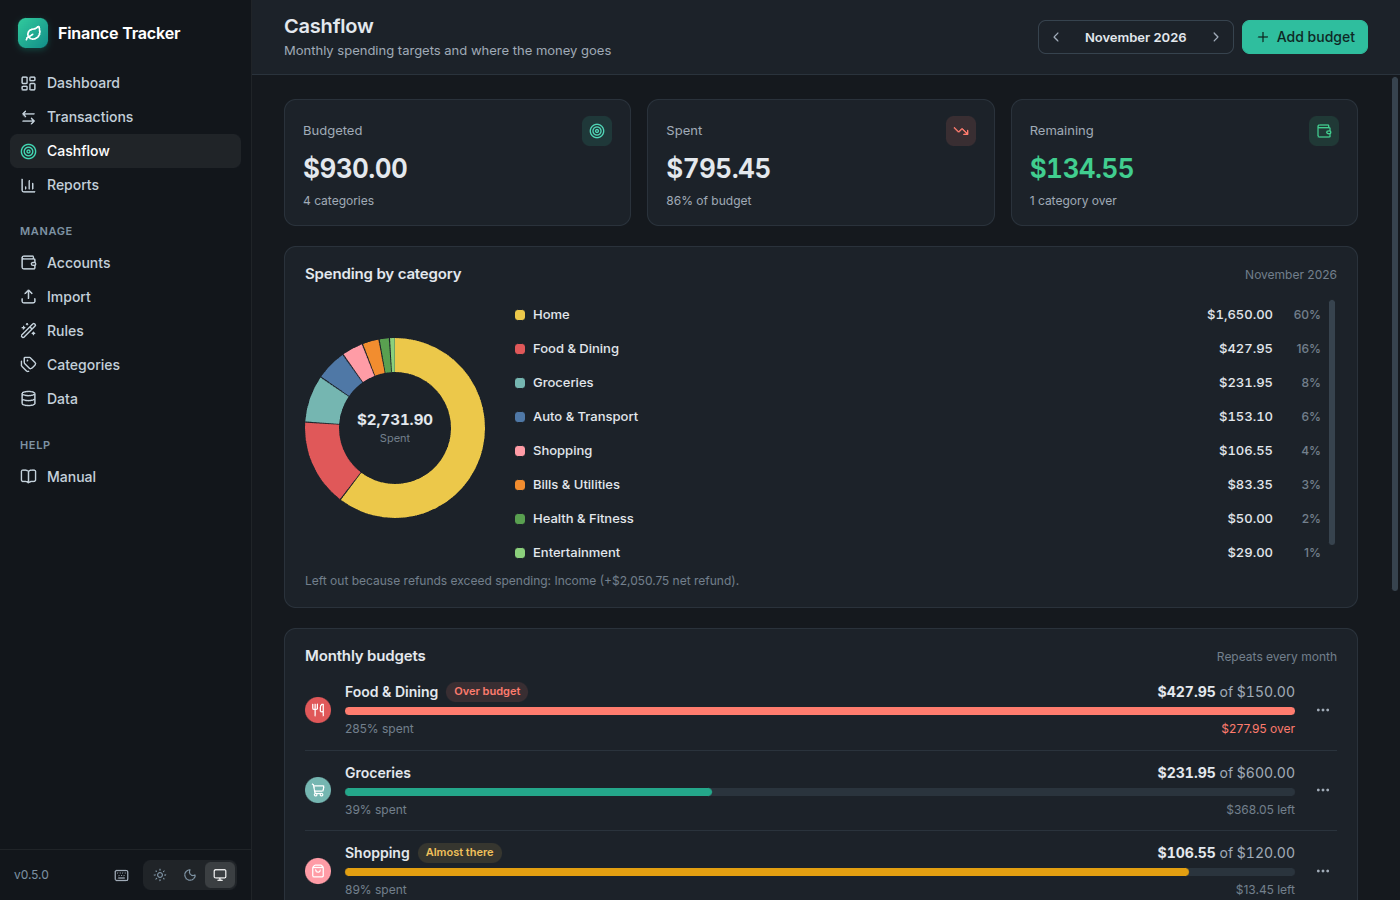 Finance Tracker
Dashboard
Transactions
Cashflow
Reports
MANAGE
Accounts
Import
Rules
Categories
Data
HELP
Manual
v0.5.0
Cashflow
Monthly spending targets and where the money goes
November 2026
Add budget
Budgeted
$930.00
4 categories
Spent
$795.45
86% of budget
Remaining
$134.55
1 category over
Spending by category
November 2026
$2,731.90
Spent
Home $1,650.00 60%
Food & Dining $427.95 16%
Groceries $231.95 8%
Auto & Transport $153.10 6%
Shopping $106.55 4%
Bills & Utilities $83.35 3%
Health & Fitness $50.00 2%
Entertainment $29.00 1%
Left out because refunds exceed spending: Income (+$2,050.75 net refund).
Monthly budgets
Repeats every month
Food & Dining Over budget $427.95 of $150.00
285% spent $277.95 over
Groceries $231.95 of $600.00
39% spent $368.05 left
Shopping Almost there $106.55 of $120.00
89% spent $13.45 left